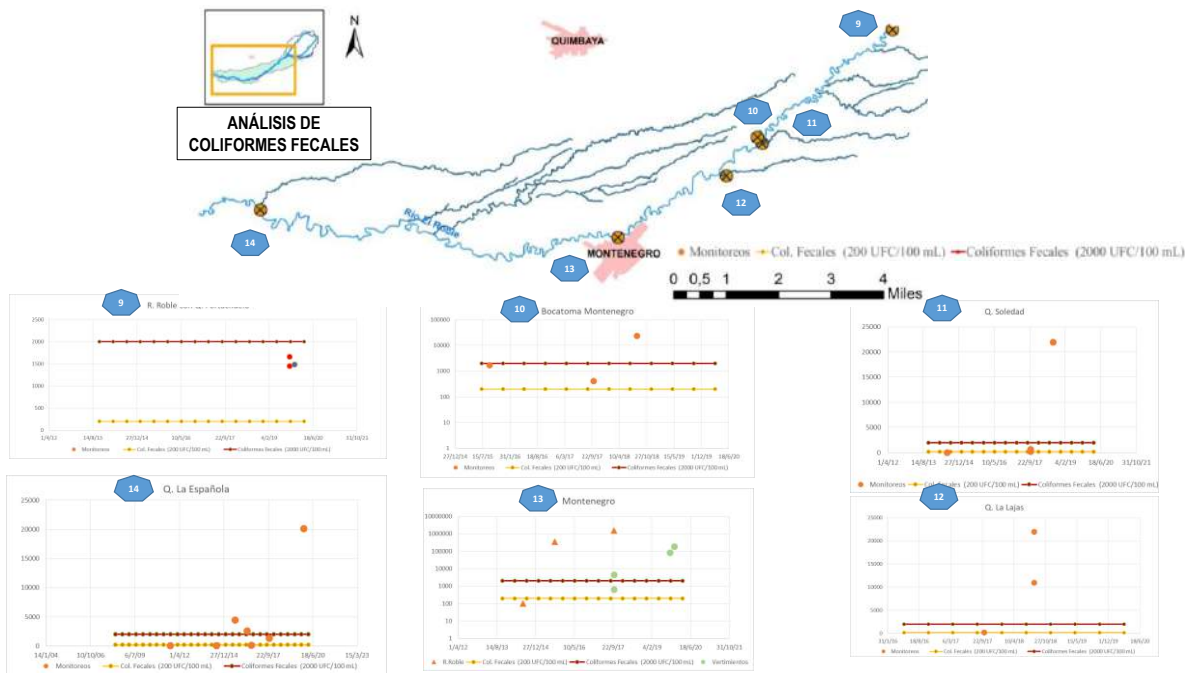 N
QUIMBAYA
9
ANÁLISIS DE
COLIFORMES FECALES
10
11
12
Río El Roble
14
13
MONTENEGRO
Monitoreos Col. Fecales (200 UFC/100 mL) Coliformes Fecales (2000 UFC/100 mL)
0 0,5 1 2 3 4
Miles
9
R. Roble
2500
2000
1500
1000
500
0
1/4/12 14/8/13 27/12/14 10/5/16 22/9/17 4/2/19 18/6/20 31/10/21
Monitoreos Col. Fecales (200 UFC/100 mL) Coliformes Fecales (2000 UFC/100 mL)
10
Bocatoma Montenegro
100000
10000
1000
100
10
1
27/12/14 15/7/15 31/1/16 18/8/16 6/3/17 22/9/17 10/4/18 27/10/18 15/5/19 1/12/19 18/6/20
Monitoreos Col. Fecales (200 UFC/100 mL) Coliformes Fecales (2000 UFC/100 mL)
11
Q. Soledad
25000
20000
15000
10000
5000
0
1/4/12 14/8/13 27/12/14 10/5/16 22/9/17 4/2/19 18/6/20 31/10/21
Monitoreos Col. Fecales (200 UFC/100 mL) Coliformes Fecales (2000 UFC/100 mL)
14
Q. La Española
25000
20000
15000
10000
5000
0
14/1/04 10/10/06 6/7/09 1/4/12 27/12/14 22/9/17 18/6/20 15/3/23
Monitoreos Col. Fecales (200 UFC/100 mL) Coliformes Fecales (2000 UFC/100 mL)
13
Montenegro
10000000
1000000
100000
10000
1000
100
10
1
1/4/12 14/8/13 27/12/14 10/5/16 22/9/17 4/2/19 18/6/20 31/10/21
R.Roble Col. Fecales (200 UFC/100 mL) Coliformes Fecales (2000 UFC/100 mL) Vertimientos
12
Q. La Lajas
25000
20000
15000
10000
5000
0
31/1/16 18/8/16 6/3/17 22/9/17 10/4/18 27/10/18 15/5/19 1/12/19 18/6/20
Monitoreos Col. Fecales (200 UFC/100 mL) Coliformes Fecales (2000 UFC/100 mL)